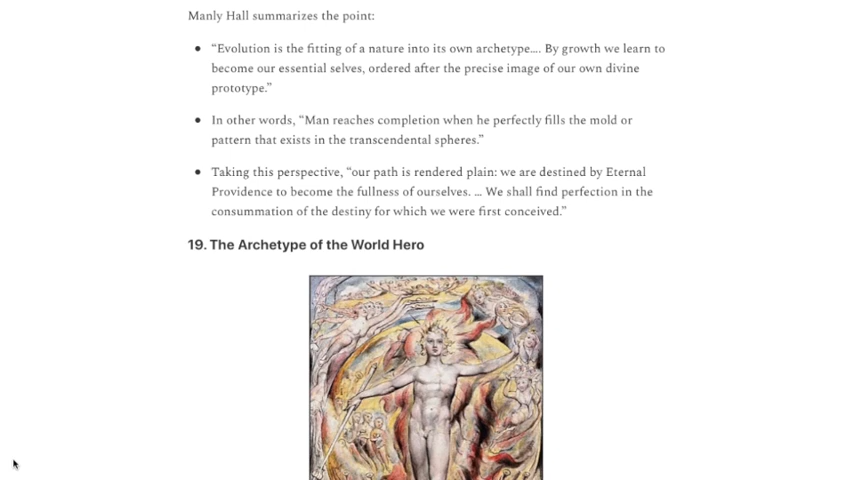 Manly Hall summarizes the point:
“Evolution is the fitting of a nature into its own archetype.... By growth we learn to
become our essential selves, ordered after the precise image of our own divine
prototype.”
In other words, “Man reaches completion when he perfectly fills the mold or
pattern that exists in the transcendental spheres.”
Taking this perspective, “our path is rendered plain: we are destined by Eternal
Providence to become the fullness of ourselves. ... We shall find perfection in the
consummation of the destiny for which we were first conceived.”
19. The Archetype of the World Hero